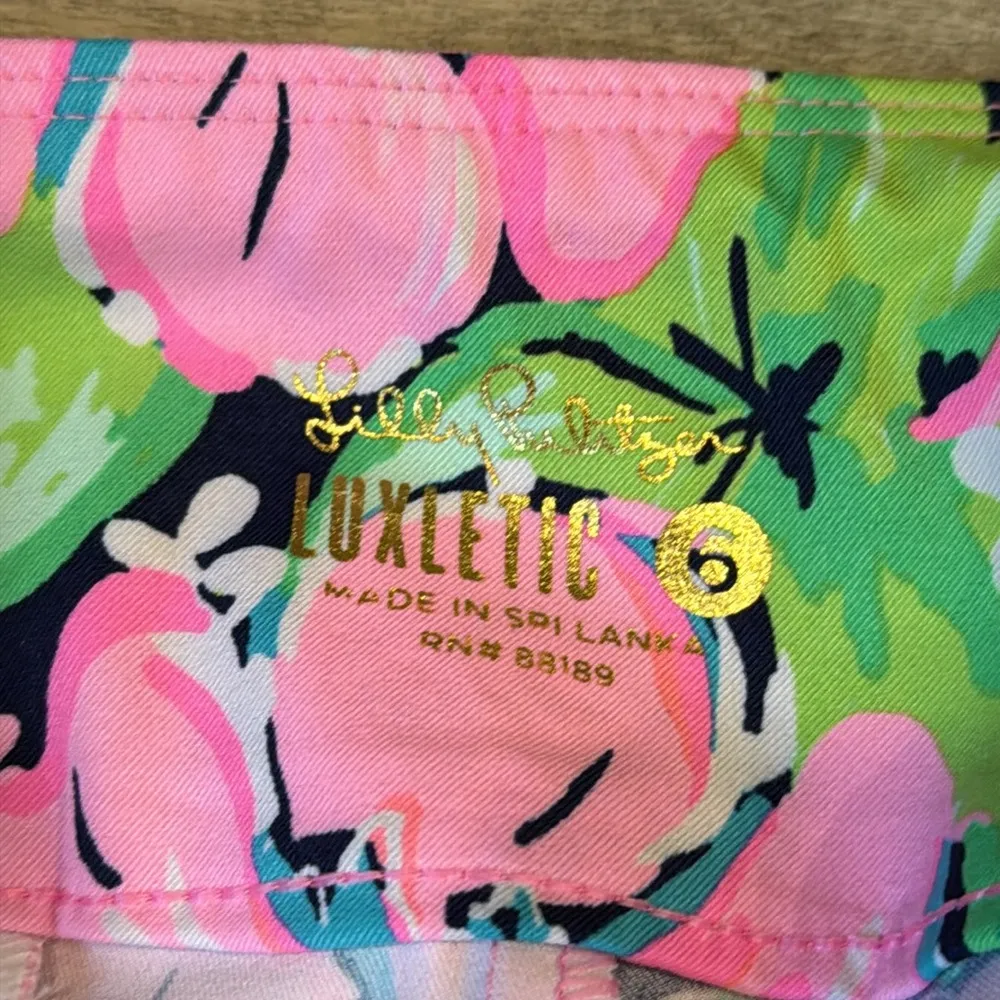 Lilly Pulitzer
LUXLETIC 6
MADE IN SRI LANKA
RN# 88189